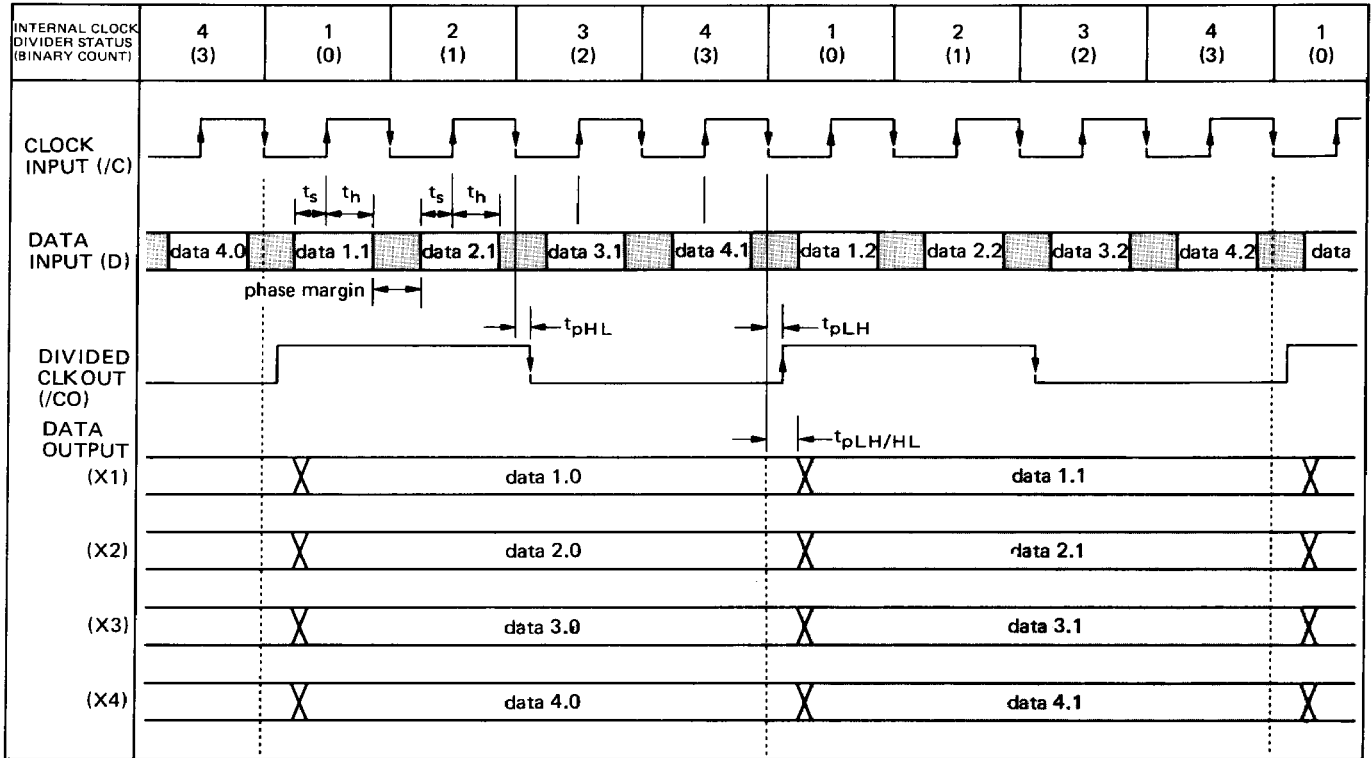 INTERNAL CLOCK
DIVIDER STATUS
(BINARY COUNT)
4
(3)
1
(0)
2
(1)
3
(2)
4
(3)
1
(0)
2
(1)
3
(2)
4
(3)
1
(0)
CLOCK
INPUT (/C)
ts th ts th
DATA
INPUT (D)
data 4.0 data 1.1 data 2.1 data 3.1 data 4.1 data 1.2 data 2.2 data 3.2 data 4.2 data
phase margin
tpHL tpLH
DIVIDED
CLKOUT
(/CO)
DATA
OUTPUT
tpLH/HL
(X1) data 1.0 data 1.1
(X2) data 2.0 data 2.1
(X3) data 3.0 data 3.1
(X4) data 4.0 data 4.1